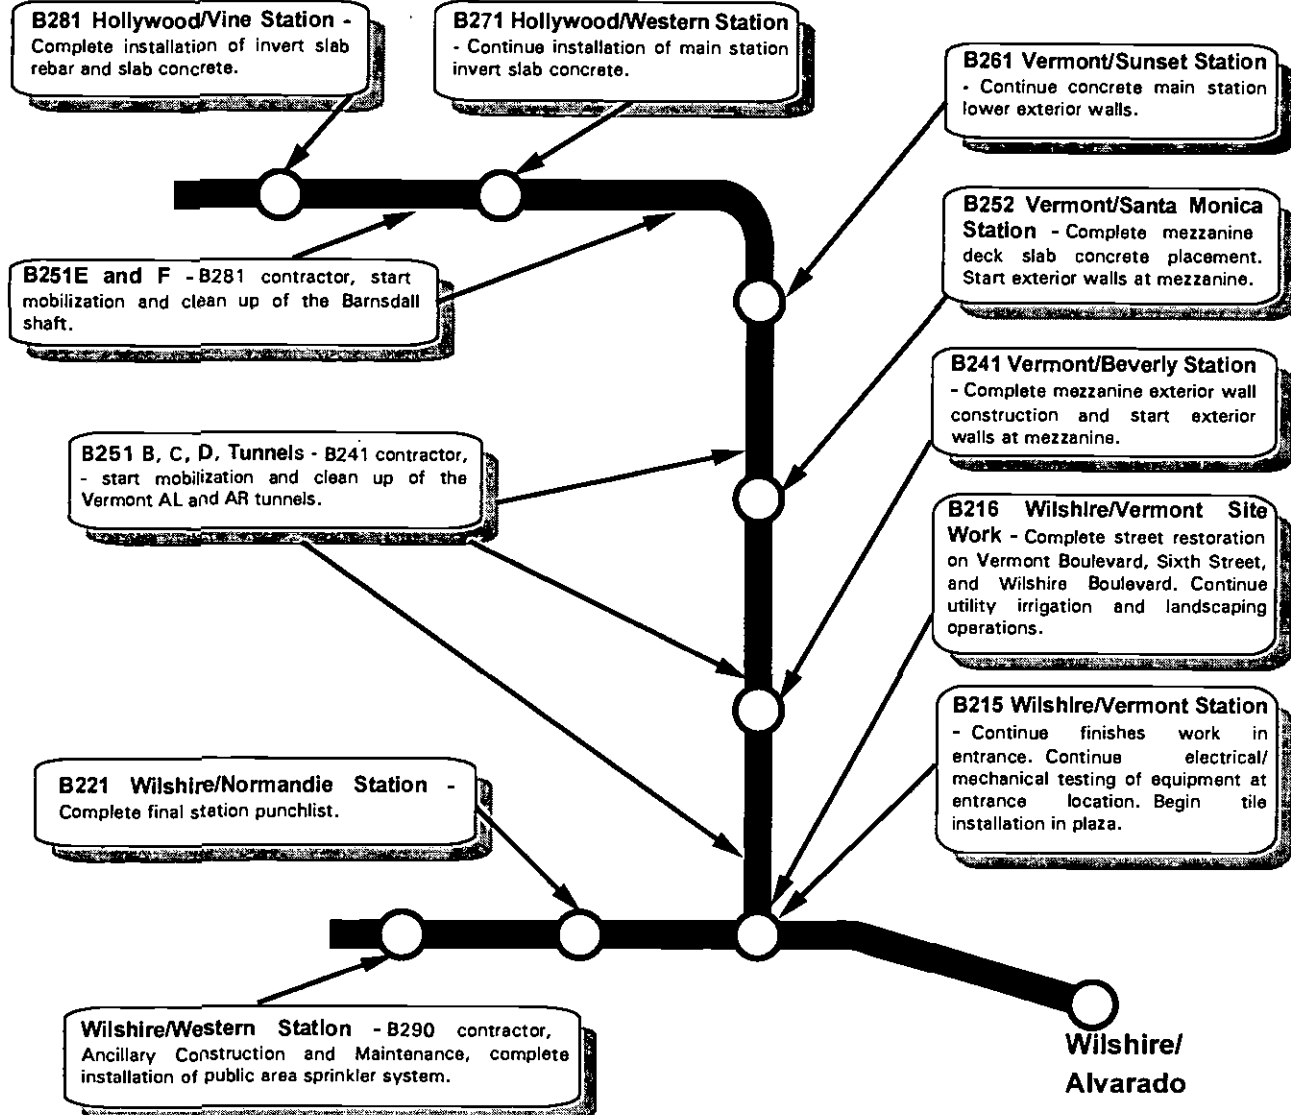 B281 Hollywood/Vine Station -
Complete installation of invert slab
rebar and slab concrete.
B271 Hollywood/Western Station
- Continue installation of main station
invert slab concrete.
B261 Vermont/Sunset Station
- Continue concrete main station
lower exterior walls.
B252 Vermont/Santa Monica
Station - Complete mezzanine
deck slab concrete placement.
Start exterior walls at mezzanine.
B251E and F - B281 contractor, start
mobilization and clean up of the Barnsdall
shaft.
B241 Vermont/Beverly Station
- Complete mezzanine exterior wall
construction and start exterior
walls at mezzanine.
B251 B, C, D, Tunnels - B241 contractor,
- start mobilization and clean up of the
Vermont AL and AR tunnels.
B216 Wilshire/Vermont Site
Work - Complete street restoration
on Vermont Boulevard, Sixth Street,
and Wilshire Boulevard. Continue
utility irrigation and landscaping
operations.
B215 Wilshire/Vermont Station
- Continue finishes work in
entrance. Continue electrical/
mechanical testing of equipment at
entrance location. Begin tile
installation in plaza.
B221 Wilshire/Normandie Station -
Complete final station punchlist.
Wilshire/Western Station - B290 contractor,
Ancillary Construction and Maintenance, complete
installation of public area sprinkler system.
Wilshire/
Alvarado